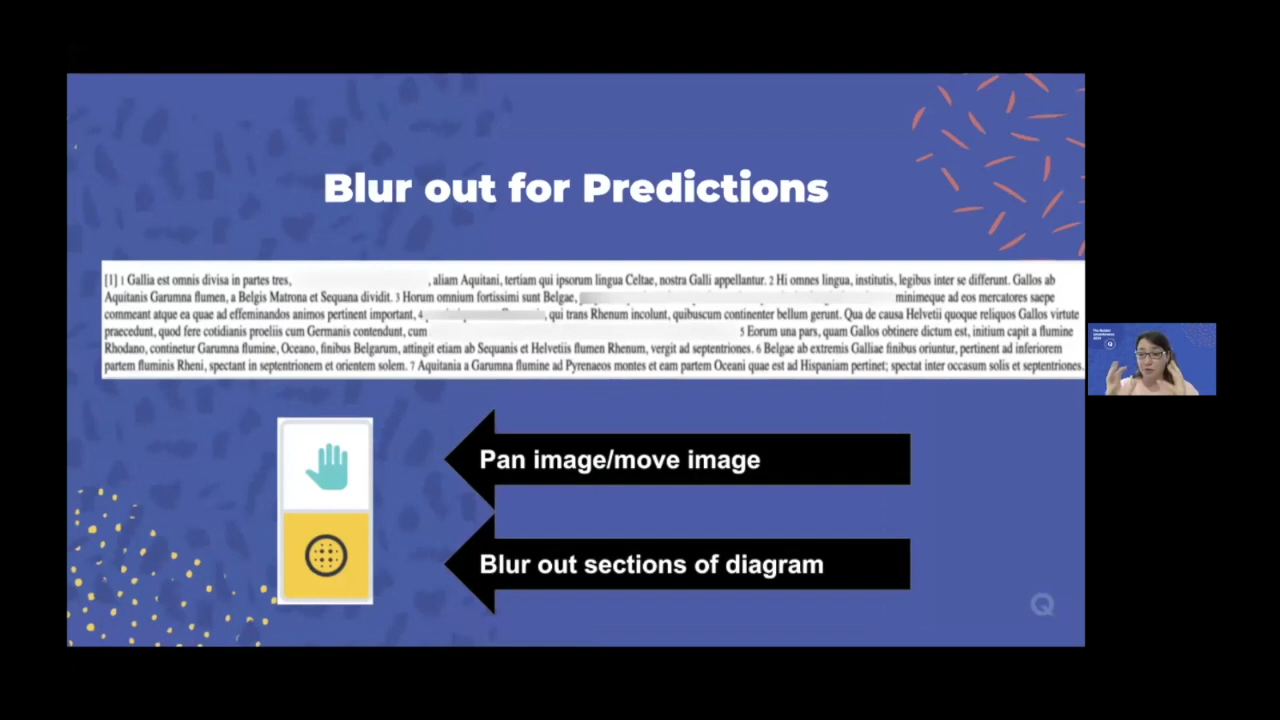 Blur out for Predictions
[1] 1 Gallia est omnis divisa in partes tres, , aliam Aquitani, tertiam qui ipsorum lingua Celtae, nostra Galli appellantur. 2 Hi omnes lingua, institutis, legibus inter se differunt. Gallos ab
Aquitanis Garumna flumen, a Belgis Matrona et Sequana dividit. 3 Horum omnium fortissimi sunt Belgae, minimeque ad eos mercatores saepe
commeant atque ea quae ad effeminandos animos pertinent important, 4 , qui trans Rhenum incolunt, quibuscum continenter bellum gerunt. Qua de causa Helvetii quoque reliquos Gallos virtute
praecedunt, quod fere cotidianis proeliis cum Germanis contendunt, cum 5 Eorum una pars, quam Gallos obtinere dictum est, initium capit a flumine
Rhodano, continetur Garumna flumine, Oceano, finibus Belgarum, attingit etiam ab Sequanis et Helvetiis flumen Rhenum, vergit ad septentriones. 6 Belgae ab extremis Galliae finibus oriuntur, pertinent ad inferiorem
partem fluminis Rheni, spectant in septentrionem et orientem solem. 7 Aquitania a Garumna flumine ad Pyrenaeos montes et eam partem Oceani quae est ad Hispaniam pertinet; spectat inter occasum solis et septentriones.
Pan image/move image
Blur out sections of diagram
Q